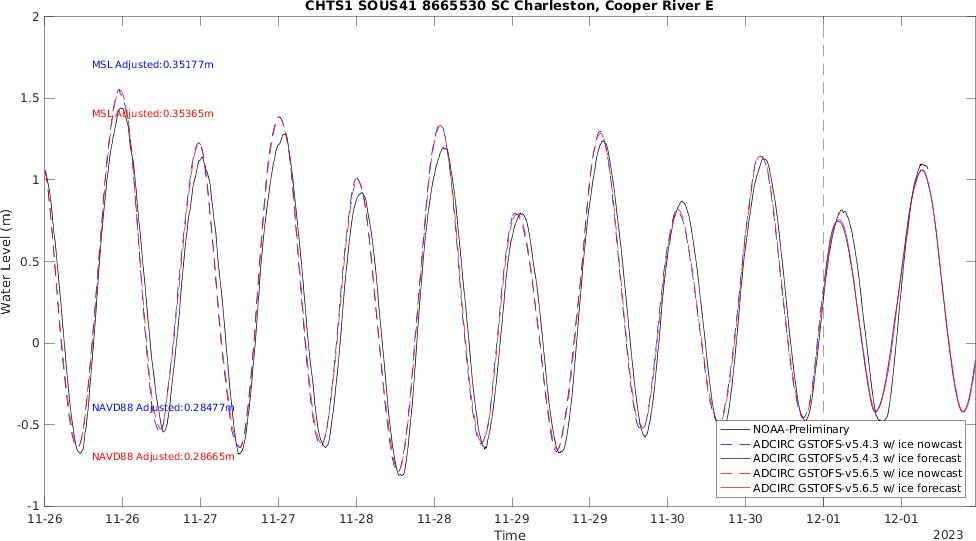 CHTS1 SOUS41 8665530 SC Charleston, Cooper River E
2
1.5
1
0.5
0
-0.5
-1
Water Level (m)
MSL Adjusted:0.35177m
MSL Adjusted:0.35365m
NAVD88 Adjusted:0.28477m
NAVD88 Adjusted:0.28665m
NOAA-Preliminary
ADCIRC GSTOFS-v5.4.3 w/ ice nowcast
ADCIRC GSTOFS-v5.4.3 w/ ice forecast
ADCIRC GSTOFS-v5.6.5 w/ ice nowcast
ADCIRC GSTOFS-v5.6.5 w/ ice forecast
11-26 11-26 11-27 11-27 11-28 11-28 11-29 11-29 11-30 11-30 12-01 12-01
Time
2023